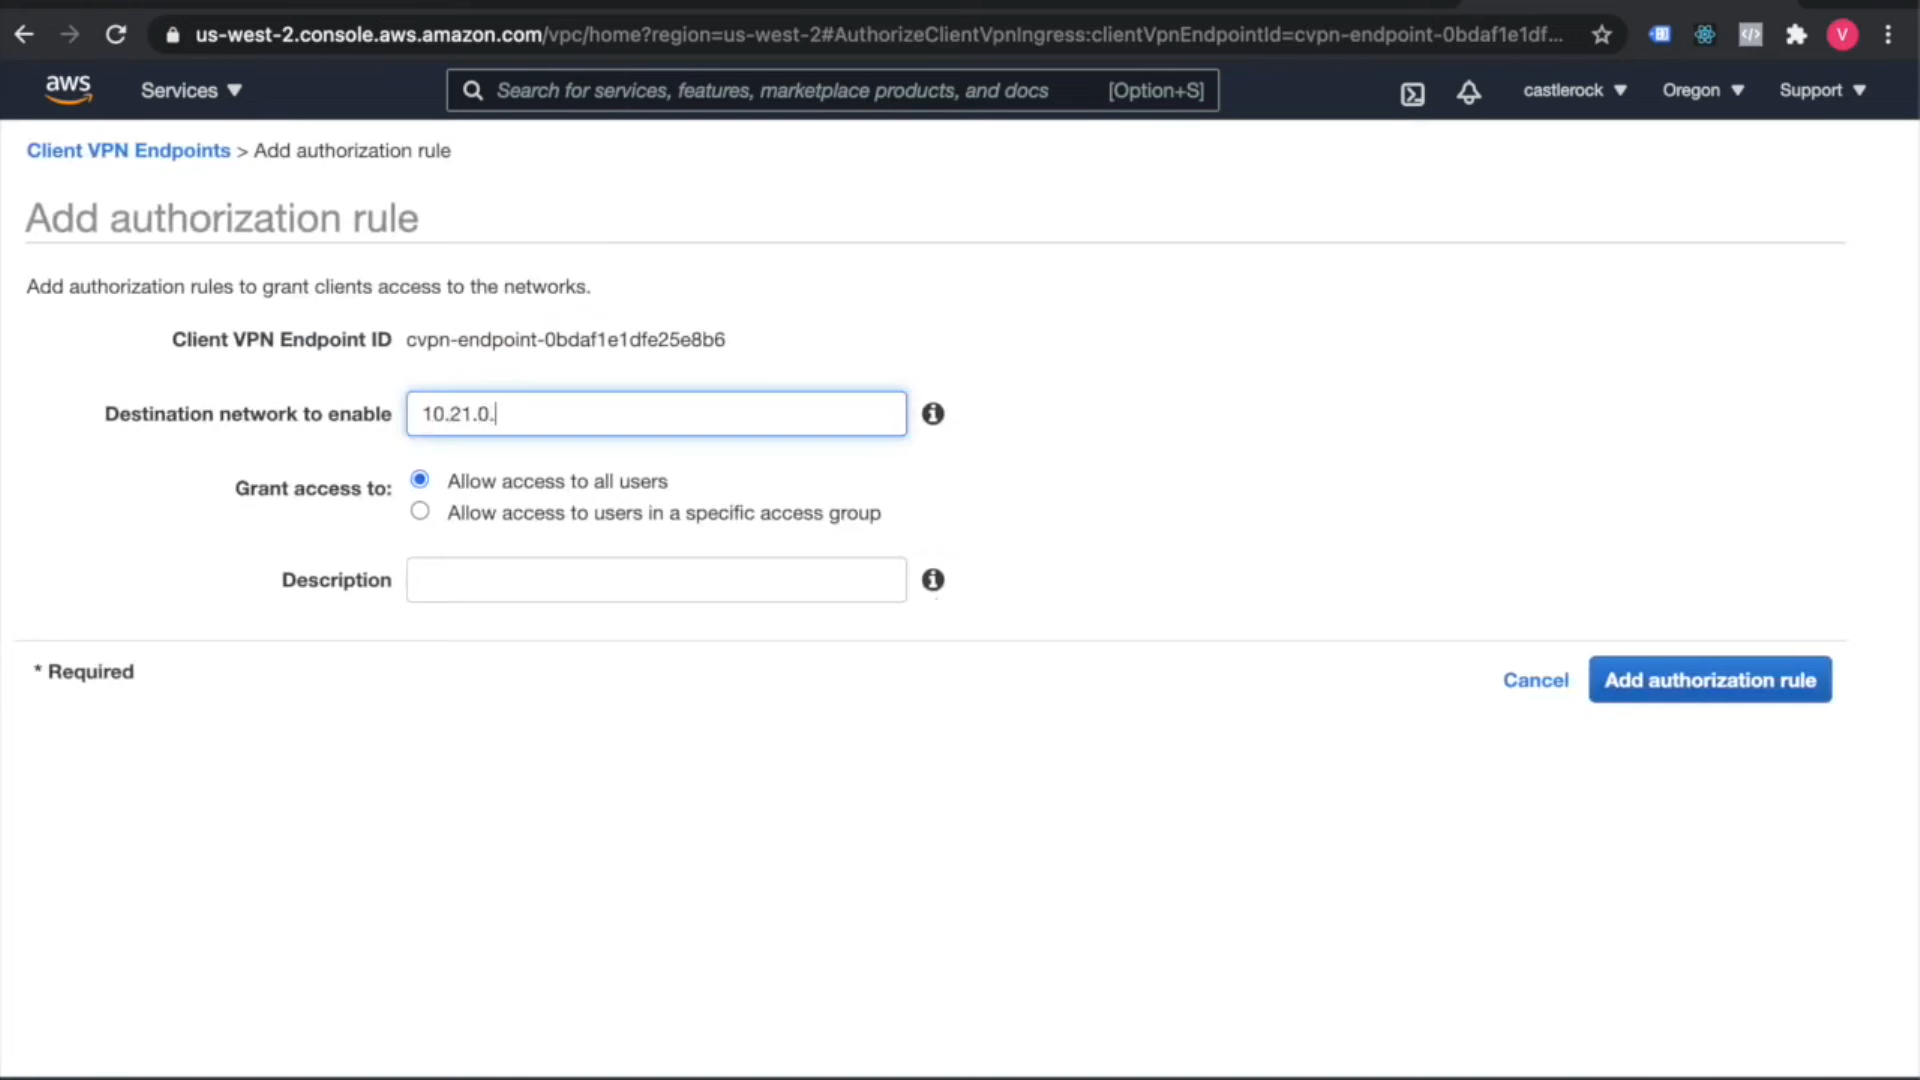 us-west-2.console.aws.amazon.com/vpc/home?region=us-west-2#AuthorizeClientVpnIngress:clientVpnEndpointId=cvpn-endpoint-0bdaf1e1df...
V
aws Services ▼ Search for services, features, marketplace products, and docs [Option+S] castlerock ▼ Oregon ▼ Support ▼
Client VPN Endpoints > Add authorization rule
Add authorization rule
Add authorization rules to grant clients access to the networks.
Client VPN Endpoint ID cvpn-endpoint-0bdaf1e1dfe25e8b6
Destination network to enable 10.21.0.
Grant access to: Allow access to all users
Allow access to users in a specific access group
Description
* Required
Cancel Add authorization rule